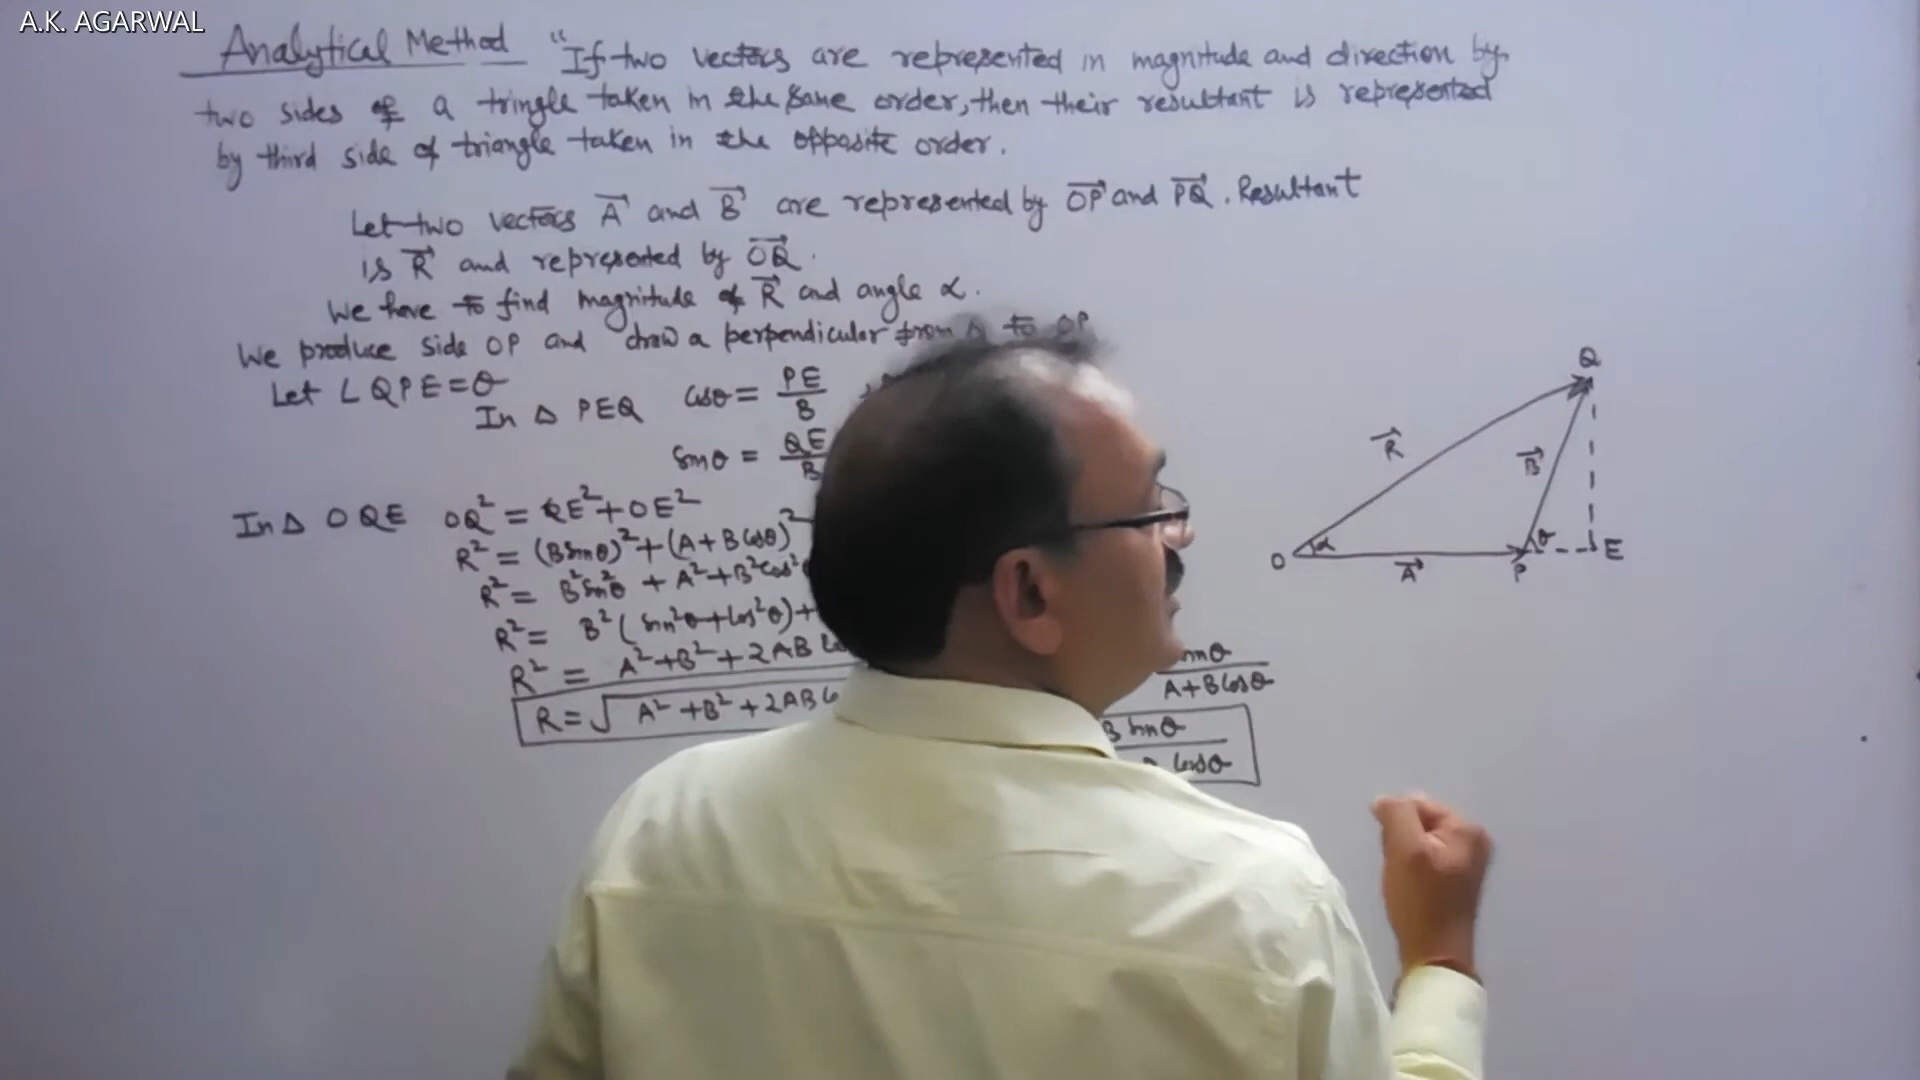 A.K. AGARWAL
Analytical Method "If two vectors are represented in magnitude and direction by
two sides of a tringle taken in the same order, then their resultant is represented
by third side of triangle taken in the opposite order.
Let two vectors A⃗ and B⃗ are represented by OP⃗ and PQ⃗. Resultant
is R⃗ and represented by OQ⃗.
We have to find magnitude of R⃗ and angle α.
We produce side OP and draw a perpendicular from Q to OP
Let ∠QPE = θ
In Δ PEQ cosθ = PE/B
sinθ = QE/B
In Δ OQE OQ² = QE² + OE²
R² = (B sinθ)² + (A + B cosθ)²
R² = B² sin²θ + A² + B² cos²
R² = B² (sin²θ + cos²θ) +
R² = A² + B² + 2AB
R = √ A² + B² + 2AB
A + B cosθ
B sinθ
cosθ
Q
R⃗
B⃗
O
α
A⃗
P
θ
E